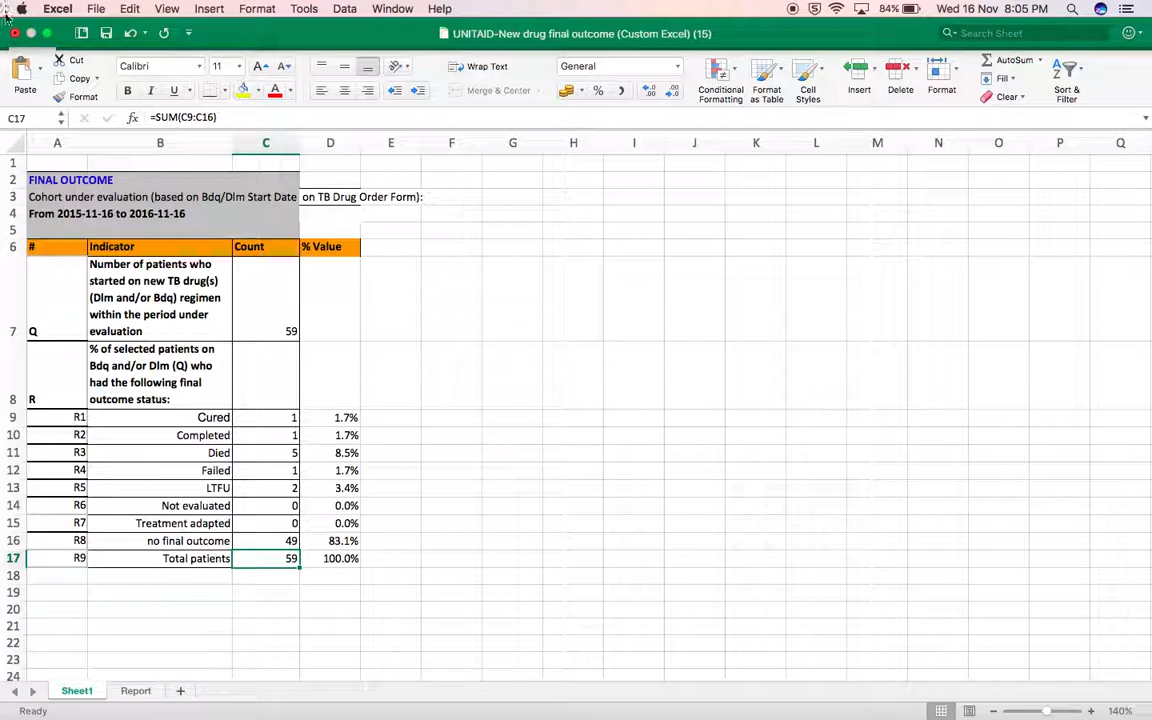 Excel File Edit View Insert Format Tools Data Window Help 84% Wed 16 Nov 8:05 PM
UNITAID-New drug final outcome (Custom Excel) (15) Search Sheet
Paste Cut Copy Format Calibri 11 Wrap Text Merge & Center General Conditional Formatting Format as Table Cell Styles Insert Delete Format AutoSum Fill Clear Sort & Filter
C17 fx =SUM(C9:C16)
A B C D E F G H I J K L M N O P Q
1
2 FINAL OUTCOME
3 Cohort under evaluation (based on Bdq/Dlm Start Date on TB Drug Order Form):
4 From 2015-11-16 to 2016-11-16
5
6 # Indicator Count % Value
Number of patients who
started on new TB drug(s)
(Dlm and/or Bdq) regimen
within the period under
7 Q evaluation 59
% of selected patients on
Bdq and/or Dlm (Q) who
had the following final
8 R outcome status:
9 R1 Cured 1 1.7%
10 R2 Completed 1 1.7%
11 R3 Died 5 8.5%
12 R4 Failed 1 1.7%
13 R5 LTFU 2 3.4%
14 R6 Not evaluated 0 0.0%
15 R7 Treatment adapted 0 0.0%
16 R8 no final outcome 49 83.1%
17 R9 Total patients 59 100.0%
18
19
20
21
22
23
24
Sheet1 Report +
Ready 140%